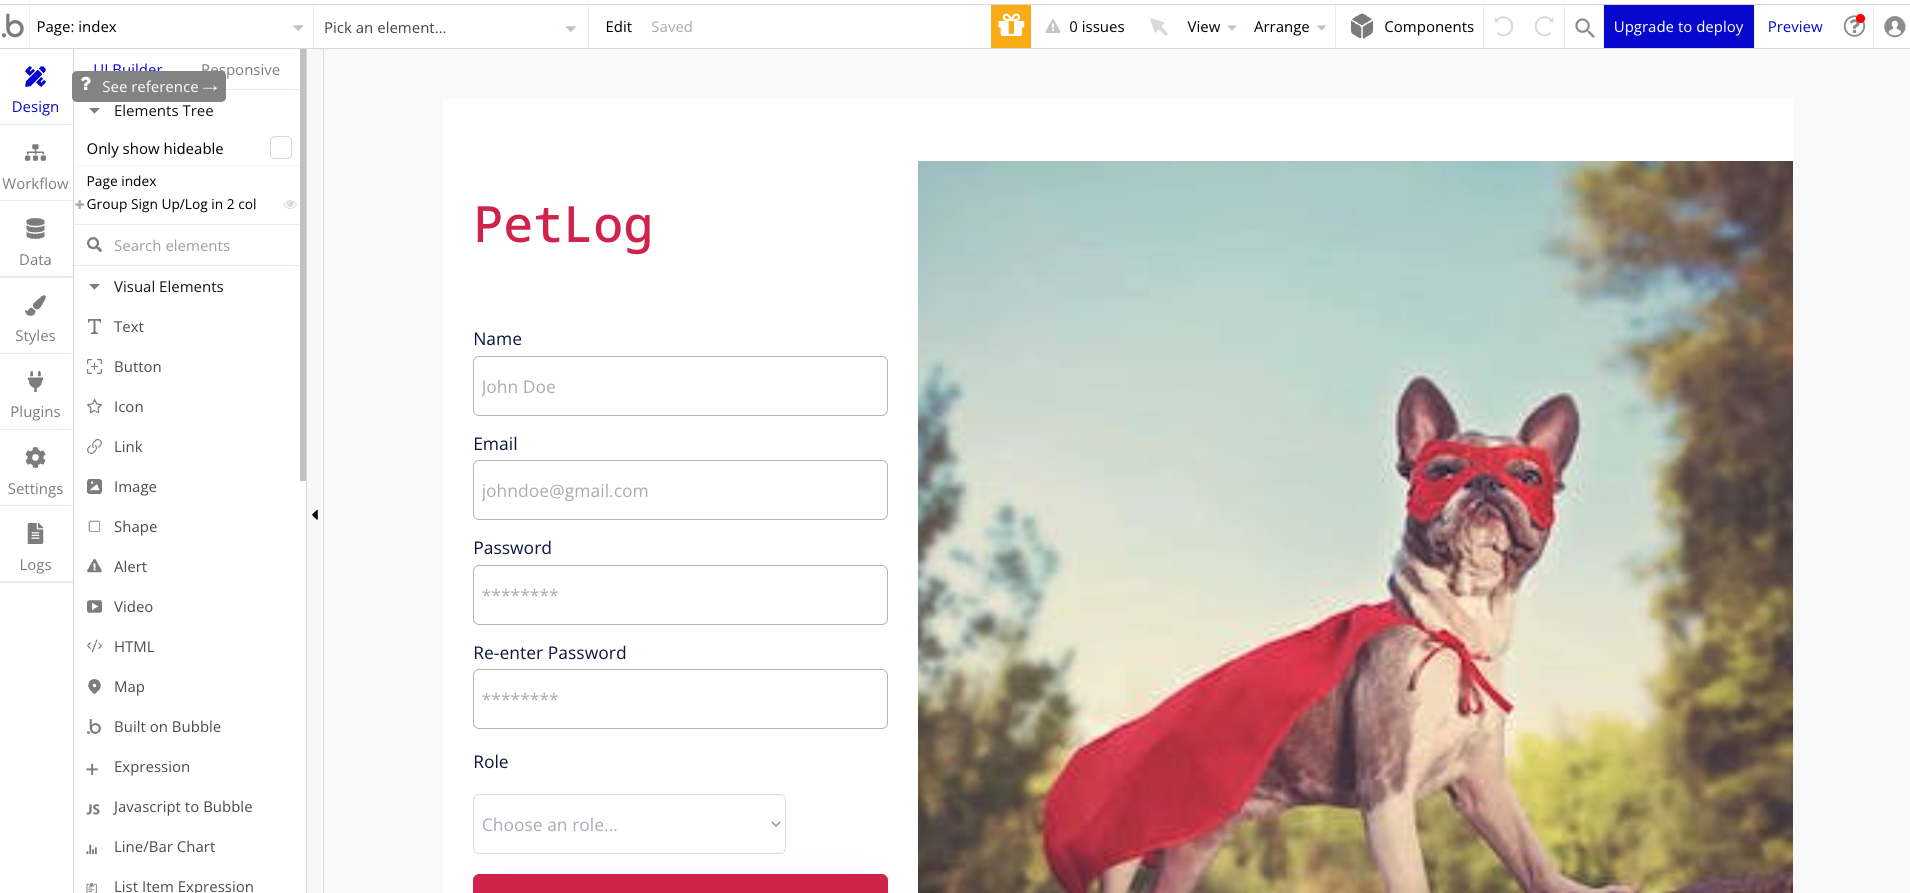 .b Page: index Pick an element... Edit Saved 0 issues View Arrange Components Upgrade to deploy Preview
UI Builder Responsive
? See reference →
Design
Elements Tree
Only show hideable
Page index
Workflow
+ Group Sign Up/Log in 2 col
Search elements
Data
Visual Elements
Text
Styles
Button
Icon
Plugins
Link
Image
Settings
Shape
Logs
Alert
Video
</> HTML
Map
.b Built on Bubble
+ Expression
JS Javascript to Bubble
Line/Bar Chart
List Item Expression
PetLog
Name
John Doe
Email
johndoe@gmail.com
Password
********
Re-enter Password
********
Role
Choose an role...